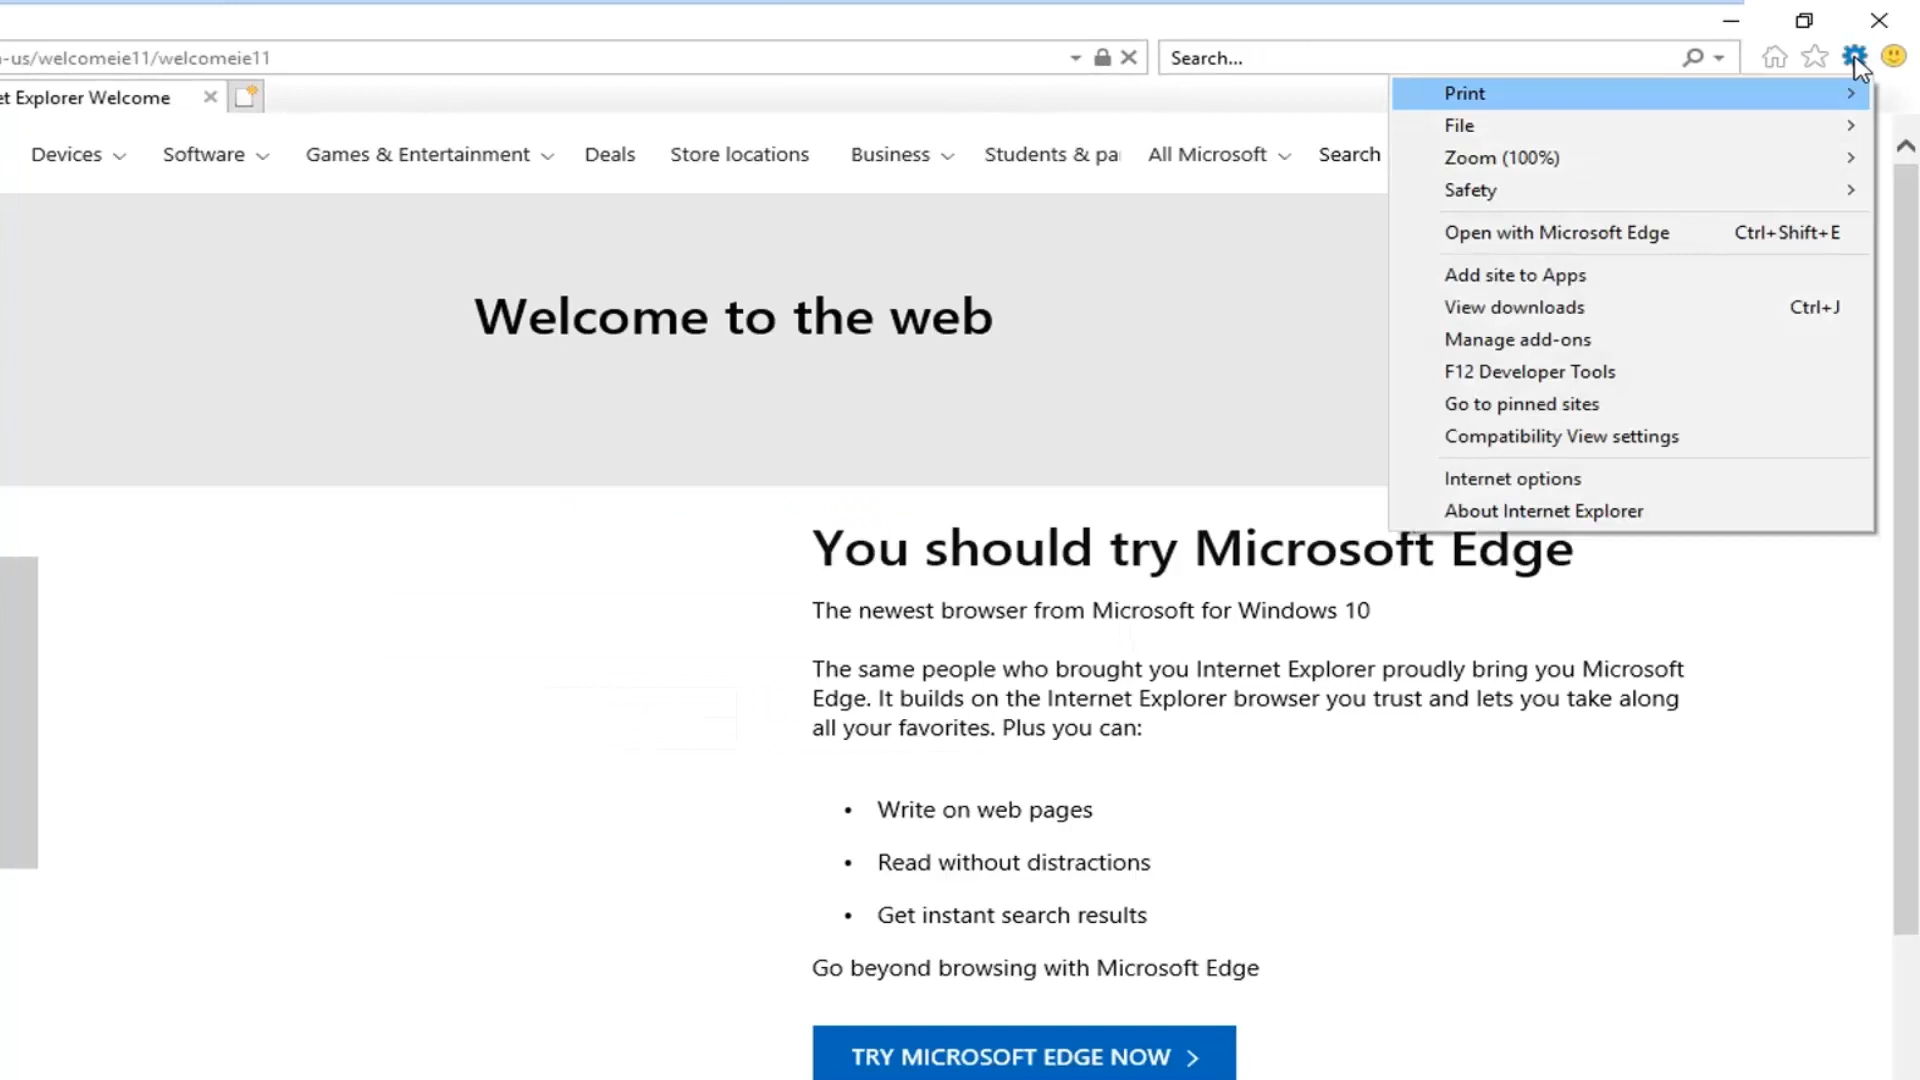 -us/welcomeie11/welcomeie11
Search...
et Explorer Welcome
Devices
Software
Games & Entertainment
Deals
Store locations
Business
Students & pa
All Microsoft
Search
Print
File
Zoom (100%)
Safety
Open with Microsoft Edge Ctrl+Shift+E
Add site to Apps
View downloads Ctrl+J
Manage add-ons
F12 Developer Tools
Go to pinned sites
Compatibility View settings
Internet options
About Internet Explorer
Welcome to the web
You should try Microsoft Edge
The newest browser from Microsoft for Windows 10
The same people who brought you Internet Explorer proudly bring you Microsoft
Edge. It builds on the Internet Explorer browser you trust and lets you take along
all your favorites. Plus you can:
• Write on web pages
• Read without distractions
• Get instant search results
Go beyond browsing with Microsoft Edge
TRY MICROSOFT EDGE NOW >